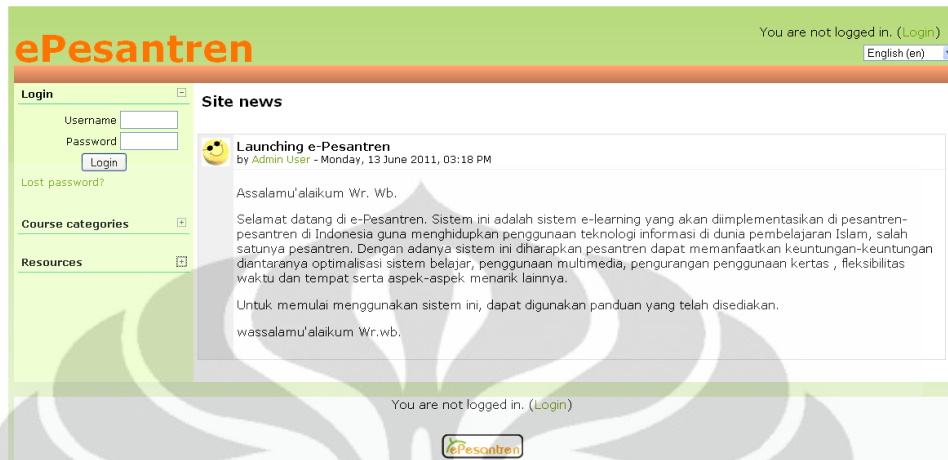 ePesantren
You are not logged in. (Login)
English (en)
Login
Username
Password
Login
Lost password?
Course categories
Resources
Site news
Launching e-Pesantren
by Admin User - Monday, 13 June 2011, 03:18 PM
Assalamu'alaikum Wr. Wb.
Selamat datang di e-Pesantren. Sistem ini adalah sistem e-learning yang akan diimplementasikan di pesantren-
pesantren di Indonesia guna menghidupkan penggunaan teknologi informasi di dunia pembelajaran Islam, salah
satunya pesantren. Dengan adanya sistem ini diharapkan pesantren dapat memanfaatkan keuntungan-keuntungan
diantaranya optimalisasi sistem belajar, penggunaan multimedia, pengurangan penggunaan kertas , fleksibilitas
waktu dan tempat serta aspek-aspek menarik lainnya.
Untuk memulai menggunakan sistem ini, dapat digunakan panduan yang telah disediakan.
wassalamu'alaikum Wr.wb.
You are not logged in. (Login)
ePesantren